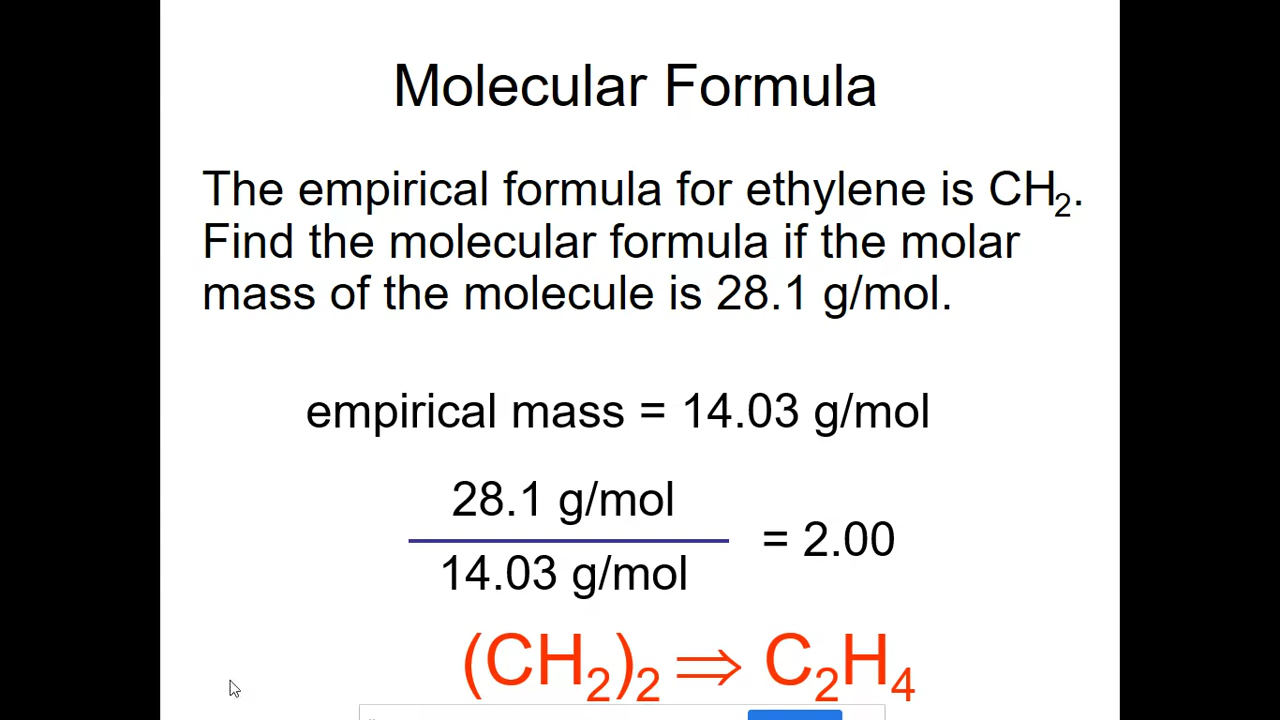 Molecular Formula
The empirical formula for ethylene is CH₂.
Find the molecular formula if the molar
mass of the molecule is 28.1 g/mol.
empirical mass = 14.03 g/mol
28.1 g/mol
14.03 g/mol
= 2.00
(CH₂)₂ ⇒ C₂H₄